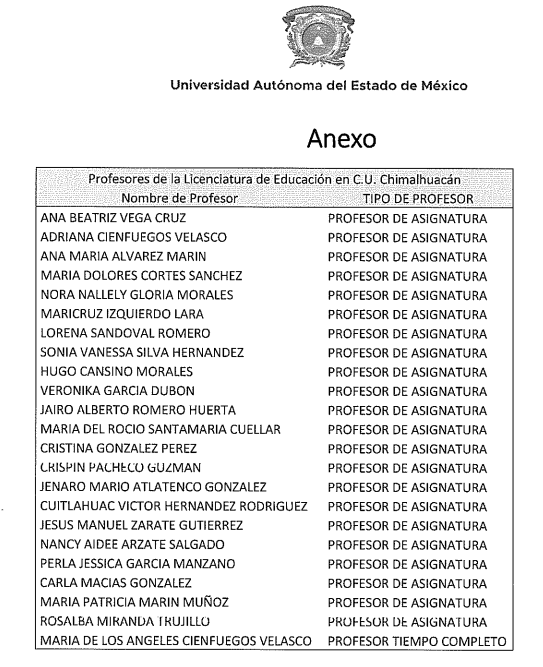 Universidad Autónoma del Estado de México
Anexo
Profesores de la Licenciatura de Educación en C.U. Chimalhuacán
Nombre de Profesor TIPO DE PROFESOR
ANA BEATRIZ VEGA CRUZ PROFESOR DE ASIGNATURA
ADRIANA CIENFUEGOS VELASCO PROFESOR DE ASIGNATURA
ANA MARIA ALVAREZ MARIN PROFESOR DE ASIGNATURA
MARIA DOLORES CORTES SANCHEZ PROFESOR DE ASIGNATURA
NORA NALLELY GLORIA MORALES PROFESOR DE ASIGNATURA
MARICRUZ IZQUIERDO LARA PROFESOR DE ASIGNATURA
LORENA SANDOVAL ROMERO PROFESOR DE ASIGNATURA
SONIA VANESSA SILVA HERNANDEZ PROFESOR DE ASIGNATURA
HUGO CANSINO MORALES PROFESOR DE ASIGNATURA
VERONIKA GARCIA DUBON PROFESOR DE ASIGNATURA
JAIRO ALBERTO ROMERO HUERTA PROFESOR DE ASIGNATURA
MARIA DEL ROCIO SANTAMARIA CUELLAR PROFESOR DE ASIGNATURA
CRISTINA GONZALEZ PEREZ PROFESOR DE ASIGNATURA
CRISPIN PACHECO GUZMAN PROFESOR DE ASIGNATURA
JENARO MARIO ATLATENCO GONZALEZ PROFESOR DE ASIGNATURA
CUITLAHUAC VICTOR HERNANDEZ RODRIGUEZ PROFESOR DE ASIGNATURA
JESUS MANUEL ZARATE GUTIERREZ PROFESOR DE ASIGNATURA
NANCY AIDEE ARZATE SALGADO PROFESOR DE ASIGNATURA
PERLA JESSICA GARCIA MANZANO PROFESOR DE ASIGNATURA
CARLA MACIAS GONZALEZ PROFESOR DE ASIGNATURA
MARIA PATRICIA MARIN MUÑOZ PROFESOR DE ASIGNATURA
ROSALBA MIRANDA TRUJILLO PROFESOR DE ASIGNATURA
MARIA DE LOS ANGELES CIENFUEGOS VELASCO PROFESOR TIEMPO COMPLETO